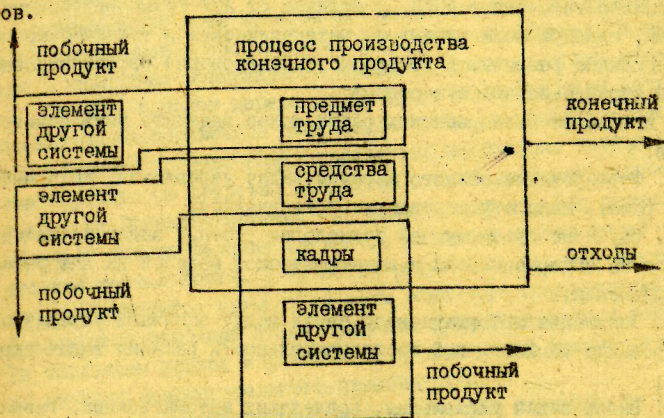 ов.
побочный
продукт
процесс производства
конечного продукта
элемент
другой
системы
предмет
труда
конечный
продукт
элемент
другой
системы
средства
труда
кадры
отходы
побочный
продукт
элемент
другой
системы
побочный
продукт